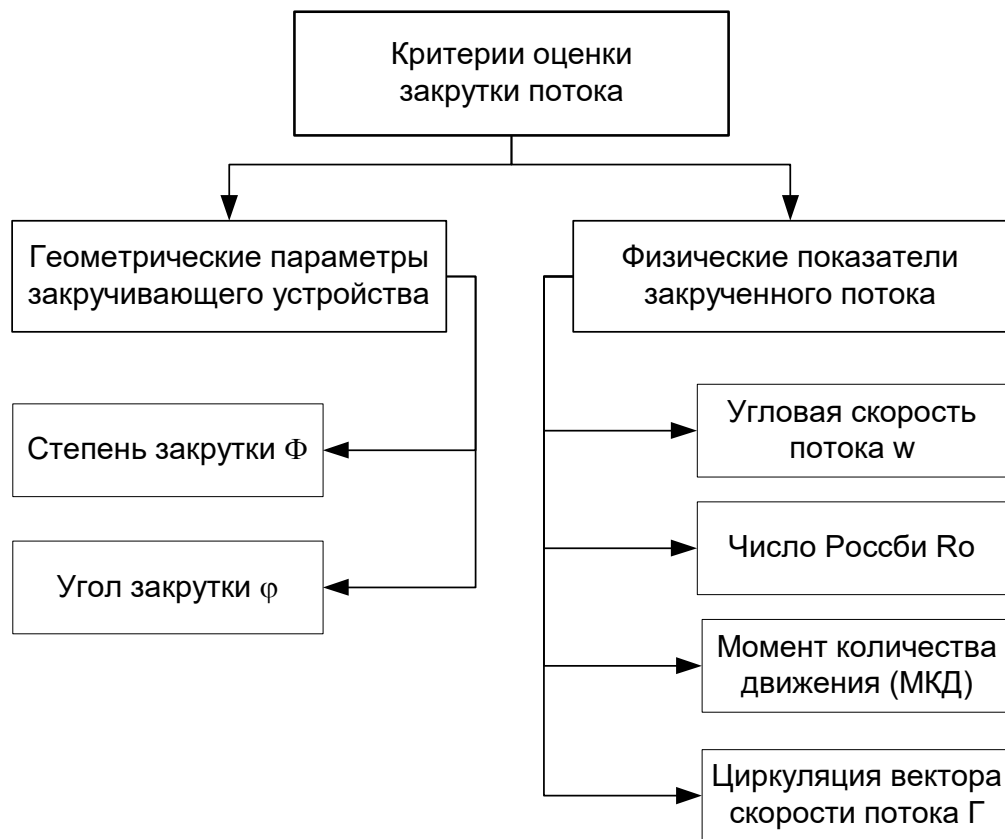 Критерии оценки
закрутки потока
Геометрические параметры
закручивающего устройства
Физические показатели
закрученного потока
Степень закрутки Φ
Угол закрутки φ
Угловая скорость
потока w
Число Россби Ro
Момент количества
движения (МКД)
Циркуляция вектора
скорости потока Г